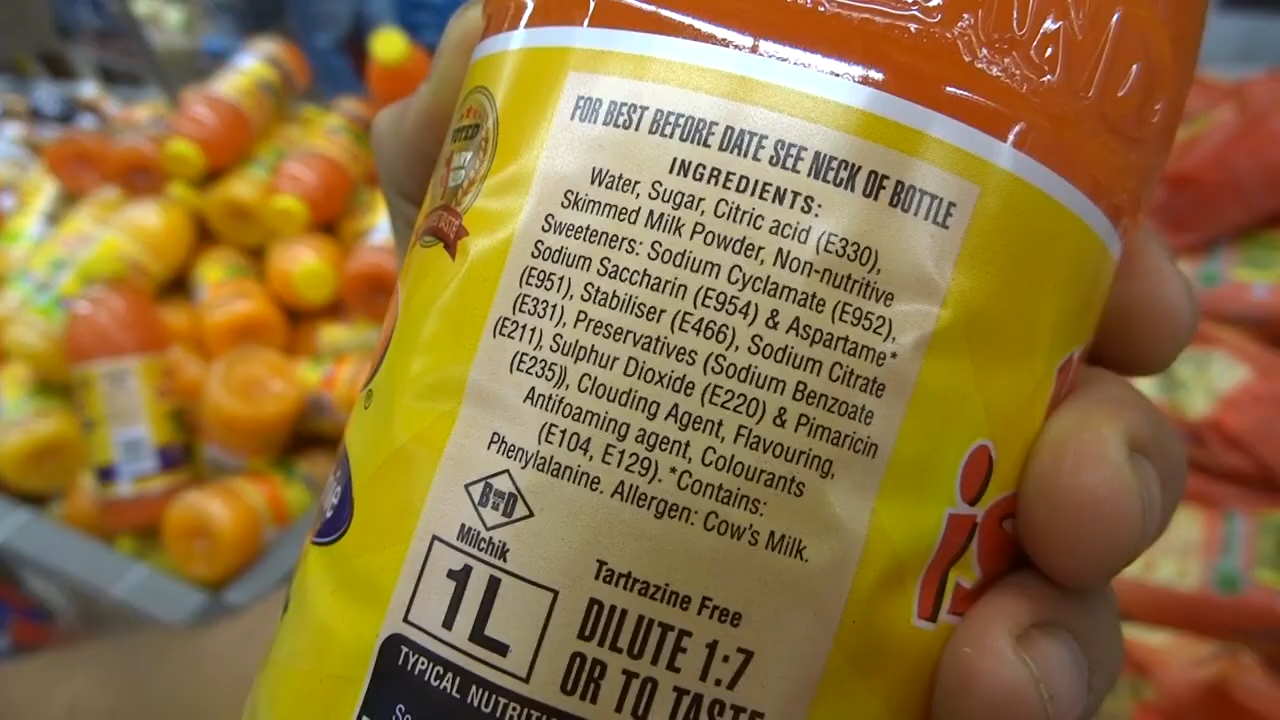 FOR BEST BEFORE DATE SEE NECK OF BOTTLE
INGREDIENTS:
Water, Sugar, Citric acid (E330),
Skimmed Milk Powder, Non-nutritive
Sweeteners: Sodium Cyclamate (E952),
Sodium Saccharin (E954) & Aspartame*
(E951), Stabiliser (E466), Sodium Citrate
(E331), Preservatives (Sodium Benzoate
(E211), Sulphur Dioxide (E220) & Pimaricin
(E235)), Clouding Agent, Flavouring,
Antifoaming agent, Colourants
(E104, E129). *Contains:
Phenylalanine. Allergen: Cow's Milk.
B D
Milchik
1L
Tartrazine Free
DILUTE 1:7
OR TO TASTE
TYPICAL